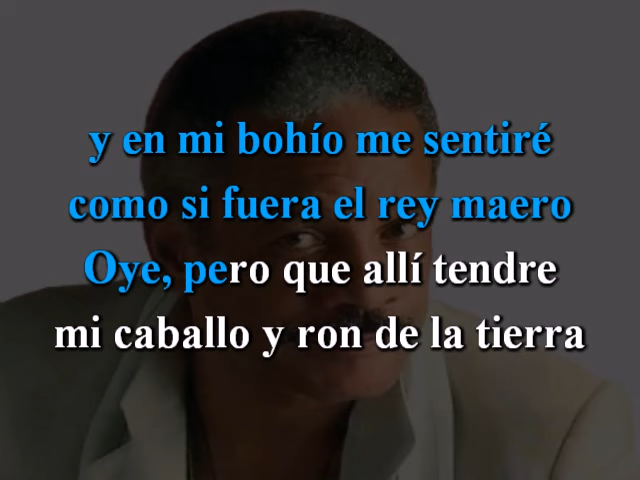 y en mi bohío me sentiré
como si fuera el rey maero
Oye, pero que allí tendre
mi caballo y ron de la tierra